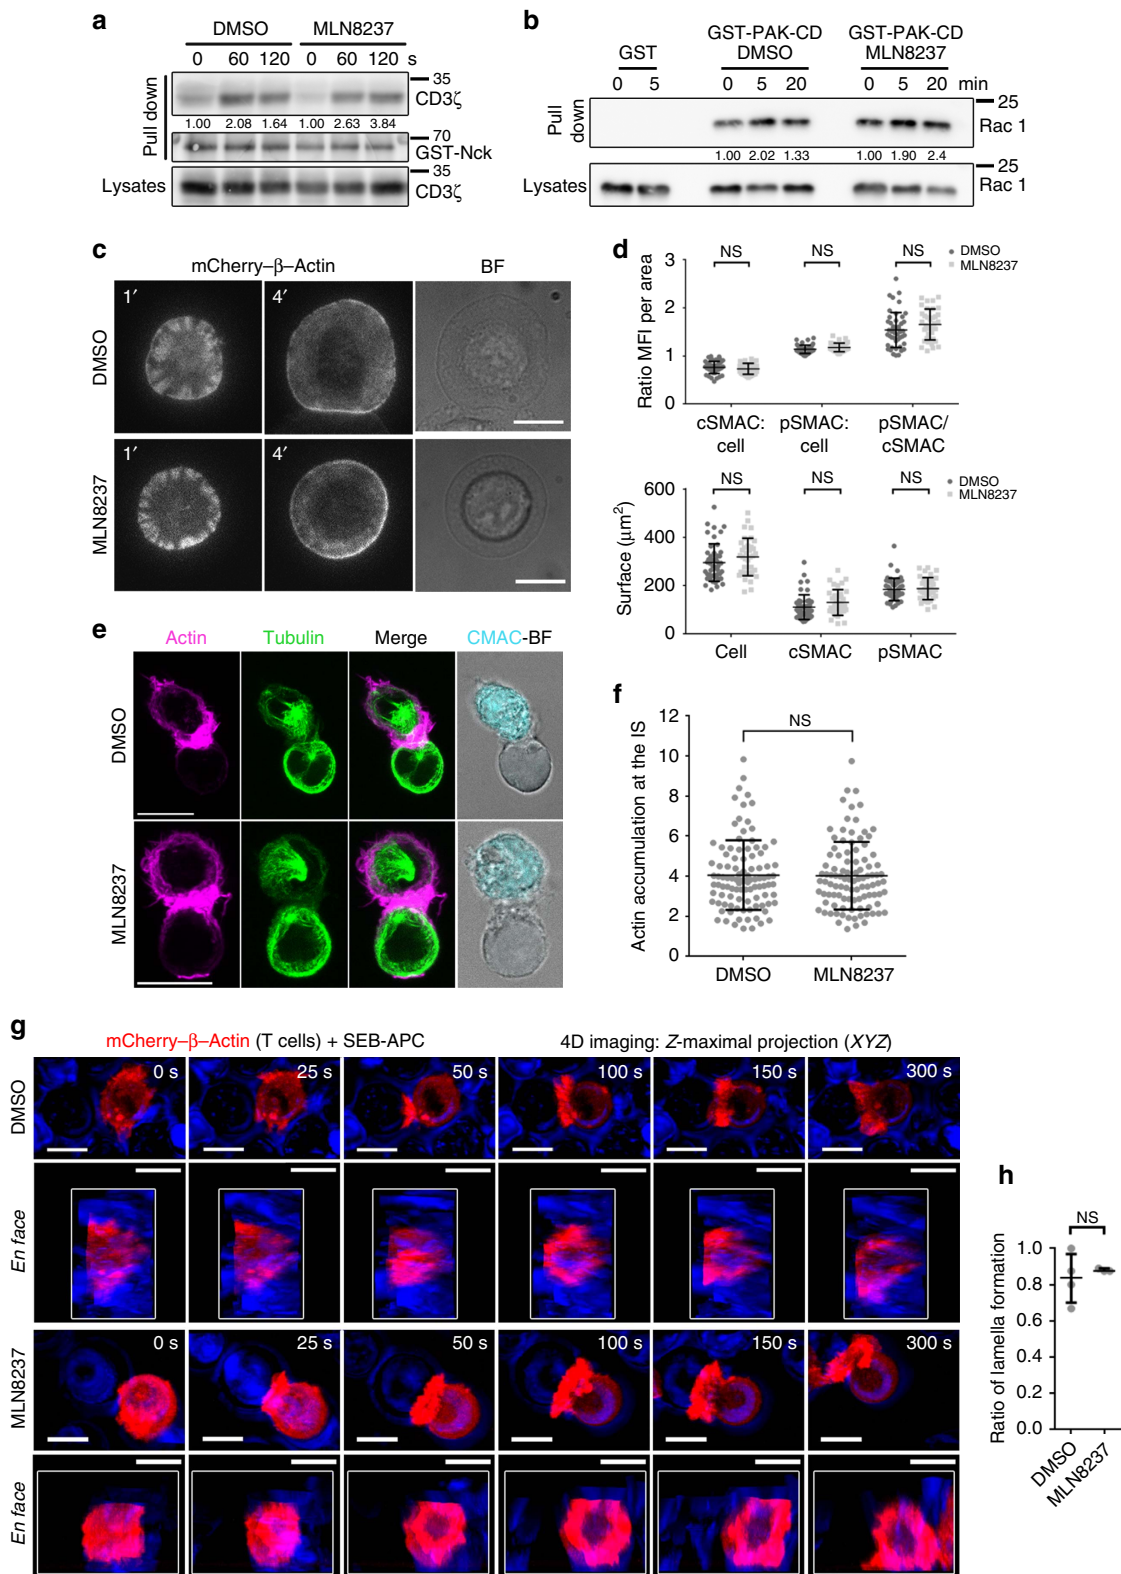 a
DMSO MLN8237
0 60 120 0 60 120 s
Pull down
35
CD3ζ
1.00 2.08 1.64 1.00 2.63 3.84
70
GST-Nck
35
Lysates
CD3ζ
b
GST
GST-PAK-CD
DMSO
GST-PAK-CD
MLN8237
0 5 0 5 20 0 5 20 min
Pull
down
25
Rac 1
1.00 2.02 1.33 1.00 1.90 2.4
25
Lysates
Rac 1
c
mCherry–β–Actin BF
DMSO
1′ 4′
MLN8237
1′ 4′
d
DMSO
MLN8237
NS NS NS
Ratio MFI per area
3
2
1
0
cSMAC:
cell
pSMAC:
cell
pSMAC/
cSMAC
DMSO
MLN8237
NS NS NS
Surface (μm²)
600
400
200
0
Cell cSMAC pSMAC
e
Actin Tubulin Merge CMAC-BF
DMSO
MLN8237
f
Actin accumulation at the IS
12
10
8
6
4
2
0
NS
DMSO MLN8237
g
mCherry–β–Actin (T cells) + SEB-APC 4D imaging: Z-maximal projection (XYZ)
DMSO
0 s 25 s 50 s 100 s 150 s 300 s
En face
MLN8237
0 s 25 s 50 s 100 s 150 s 300 s
En face
h
NS
Ratio of lamella formation
1.0
0.8
0.6
0.4
0.2
0.0
DMSO
MLN8237